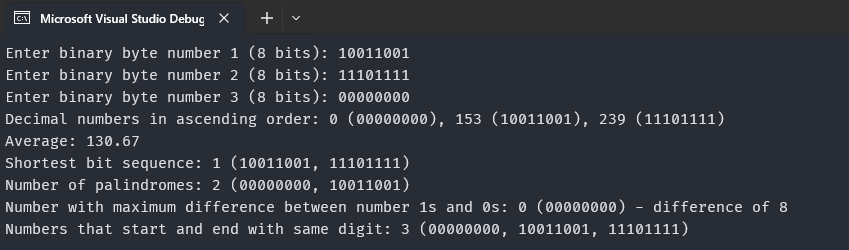 Microsoft Visual Studio Debug
Enter binary byte number 1 (8 bits): 10011001
Enter binary byte number 2 (8 bits): 11101111
Enter binary byte number 3 (8 bits): 00000000
Decimal numbers in ascending order: 0 (00000000), 153 (10011001), 239 (11101111)
Average: 130.67
Shortest bit sequence: 1 (10011001, 11101111)
Number of palindromes: 2 (00000000, 10011001)
Number with maximum difference between number 1s and 0s: 0 (00000000) - difference of 8
Numbers that start and end with same digit: 3 (00000000, 10011001, 11101111)